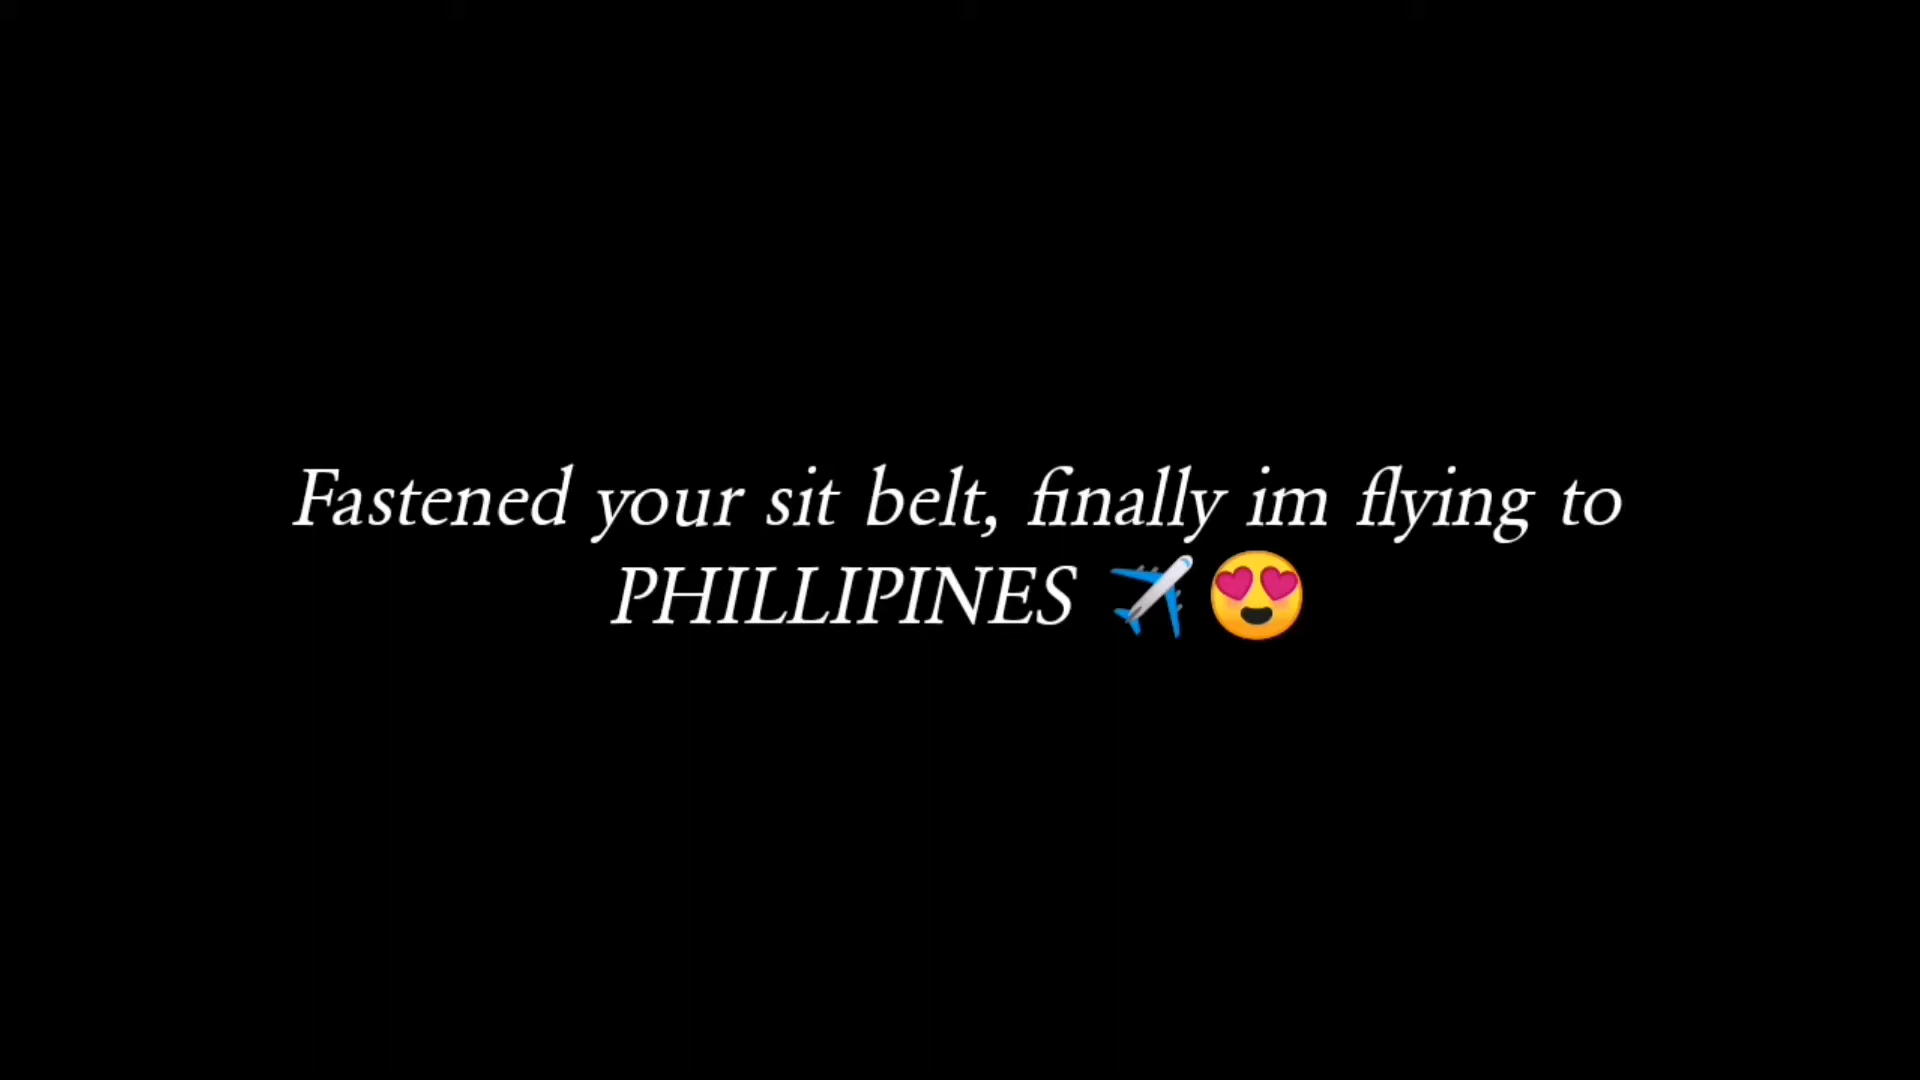 Fastened your sit belt, finally im flying to
PHILLIPINES ✈️😍